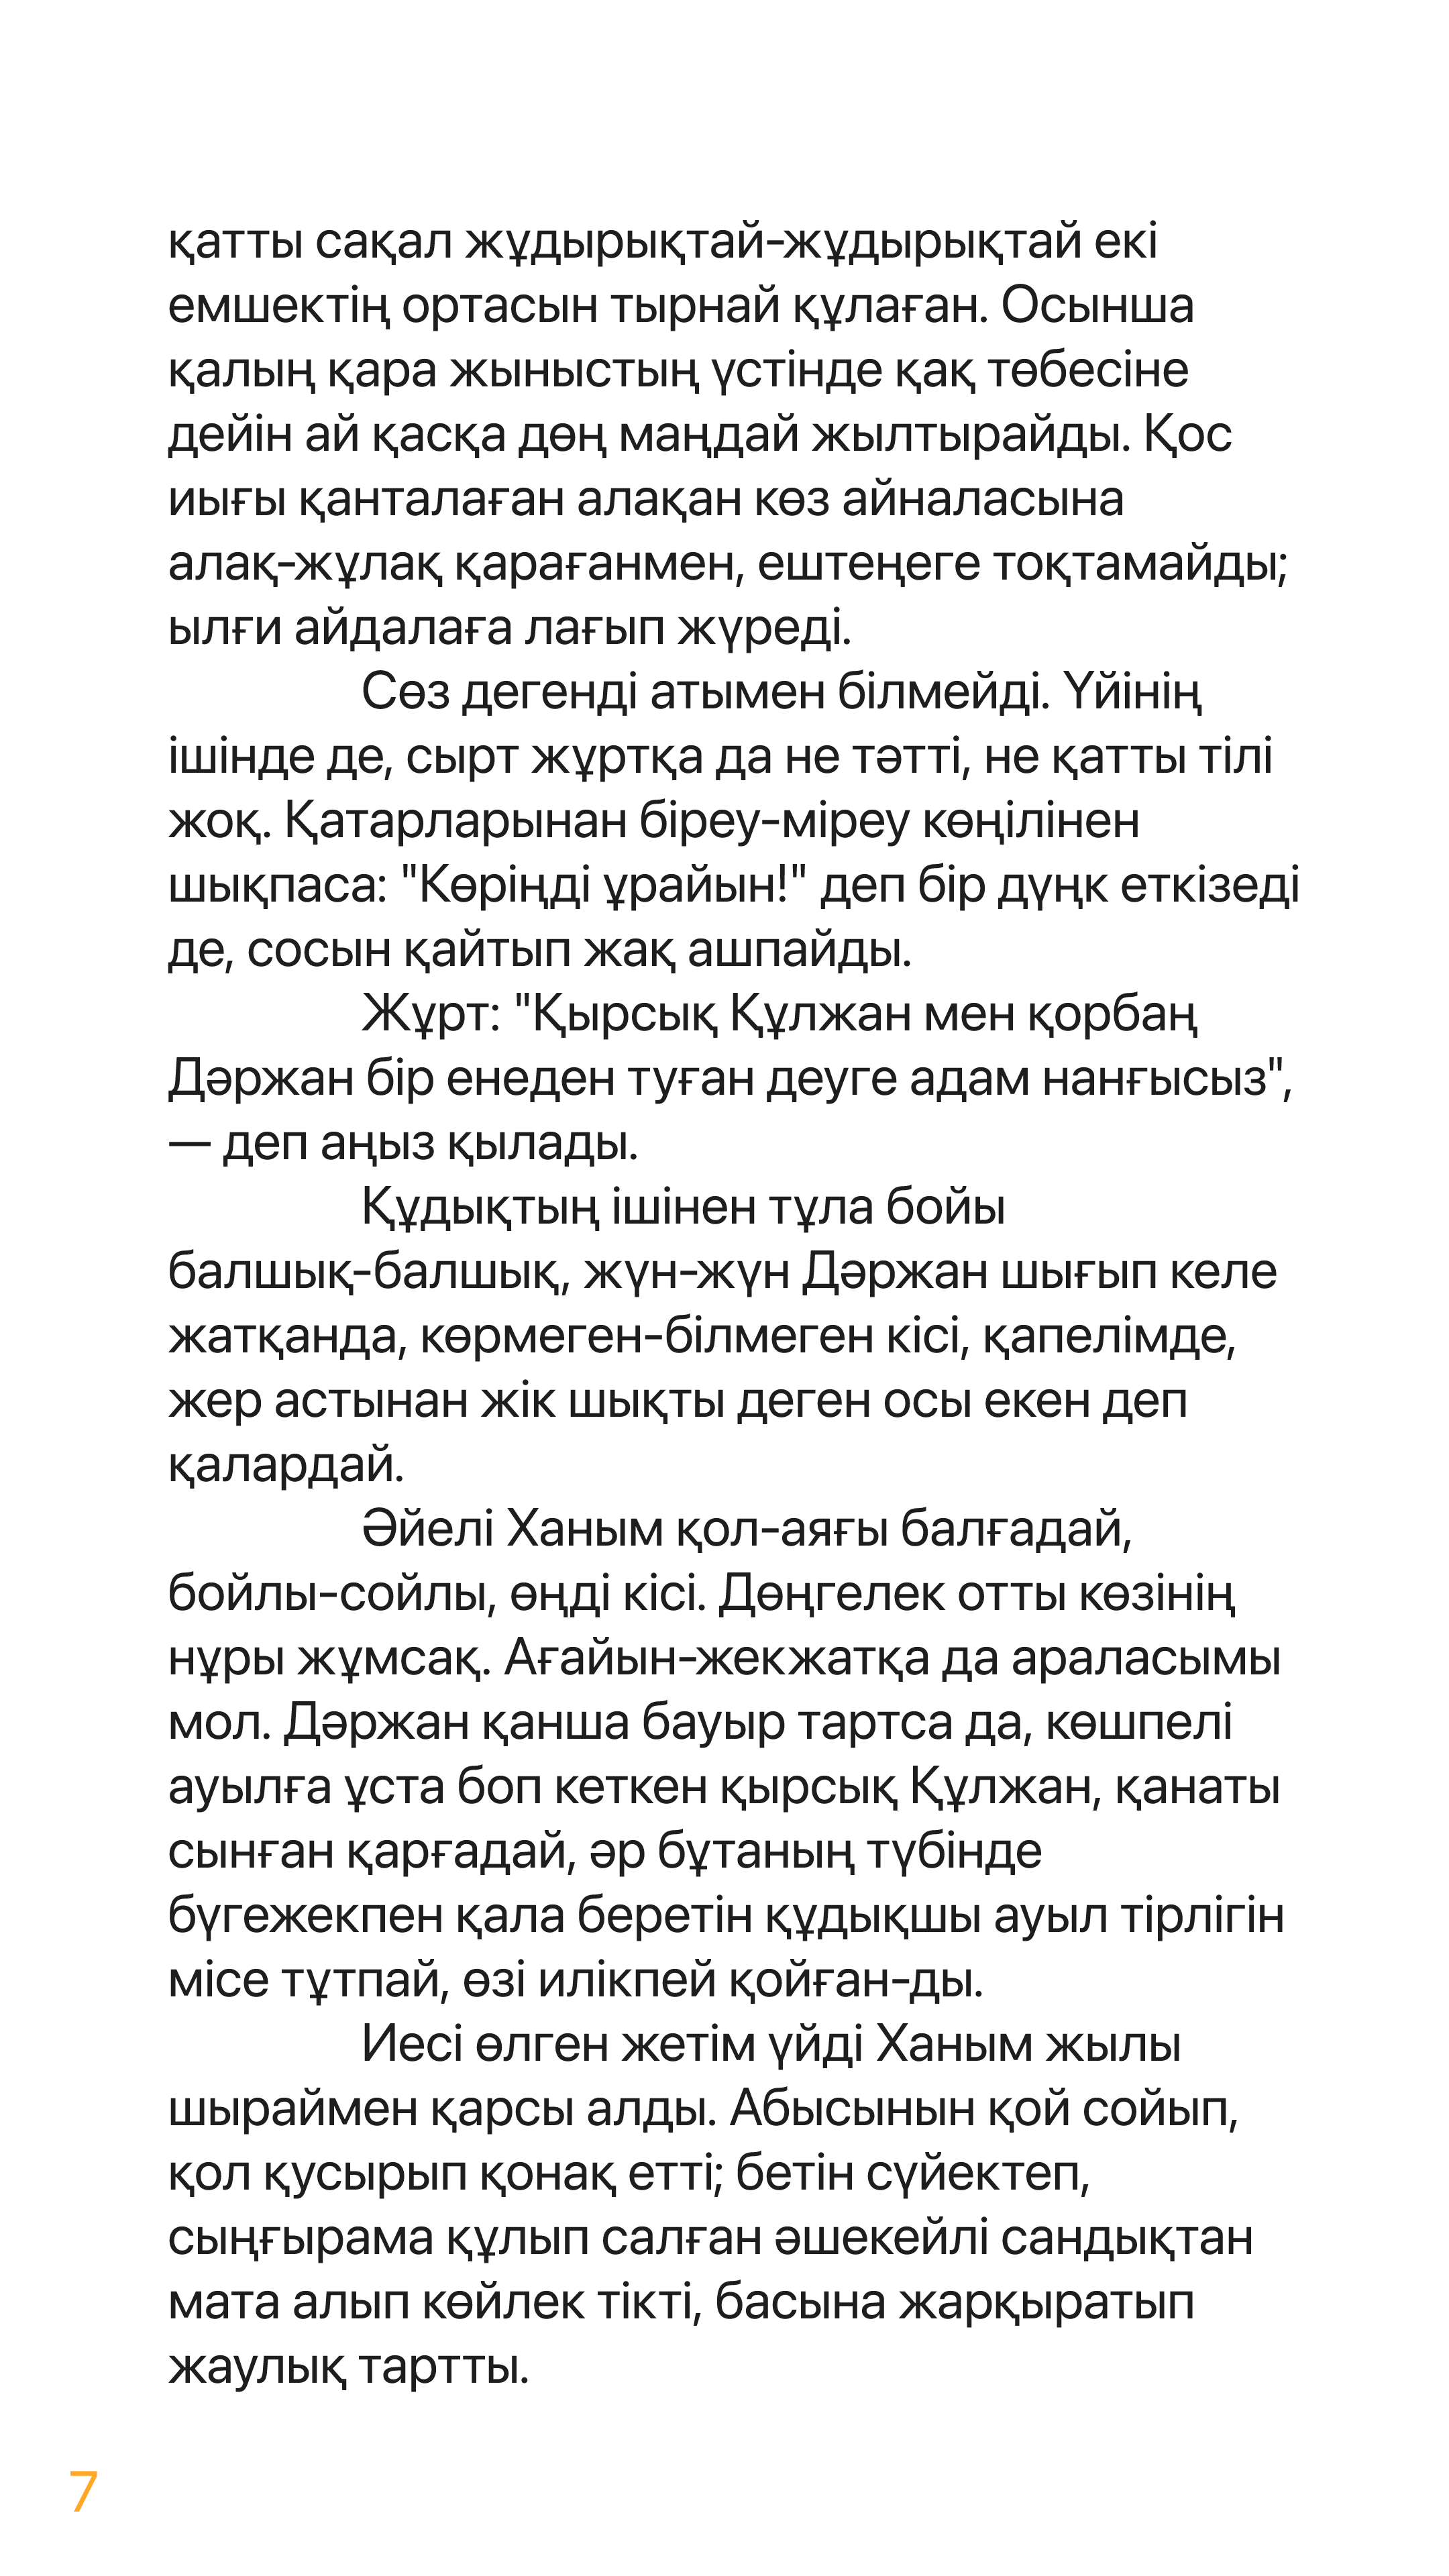 қатты сақал жұдырықтай-жұдырықтай екі
емшектің ортасын тырнай құлаған. Осынша
қалың қара жыныстың үстінде қақ төбесіне
дейін ай қасқа дөң маңдай жылтырайды. Қос
иығы қанталаған алақан көз айналасына
алақ-жұлақ қарағанмен, ештеңеге тоқтамайды;
ылғи айдалаға лағып жүреді.
Сөз дегенді атымен білмейді. Үйінің
ішінде де, сырт жұртқа да не тәтті, не қатты тілі
жоқ. Қатарларынан біреу-міреу көңілінен
шықпаса: "Көріңді ұрайын!" деп бір дүңк еткізеді
де, сосын қайтып жақ ашпайды.
Жұрт: "Қырсық Құлжан мен қорбаң
Дәржан бір енеден туған деуге адам нанғысыз",
— деп аңыз қылады.
Құдықтың ішінен тұла бойы
балшық-балшық, жүн-жүн Дәржан шығып келе
жатқанда, көрмеген-білмеген кісі, қапелімде,
жер астынан жік шықты деген осы екен деп
қалардай.
Әйелі Ханым қол-аяғы балғадай,
бойлы-сойлы, өңді кісі. Дөңгелек отты көзінің
нұры жұмсақ. Ағайын-жекжатқа да араласымы
мол. Дәржан қанша бауыр тартса да, көшпелі
ауылға ұста боп кеткен қырсық Құлжан, қанаты
сынған қарғадай, әр бұтаның түбінде
бүгежекпен қала беретін құдықшы ауыл тірлігін
місе тұтпай, өзі илікпей қойған-ды.
Иесі өлген жетім үйді Ханым жылы
шыраймен қарсы алды. Абысынын қой сойып,
қол қусырып қонақ етті; бетін сүйектеп,
сыңғырама құлып салған әшекейлі сандықтан
мата алып көйлек тікті, басына жарқыратып
жаулық тартты.
7